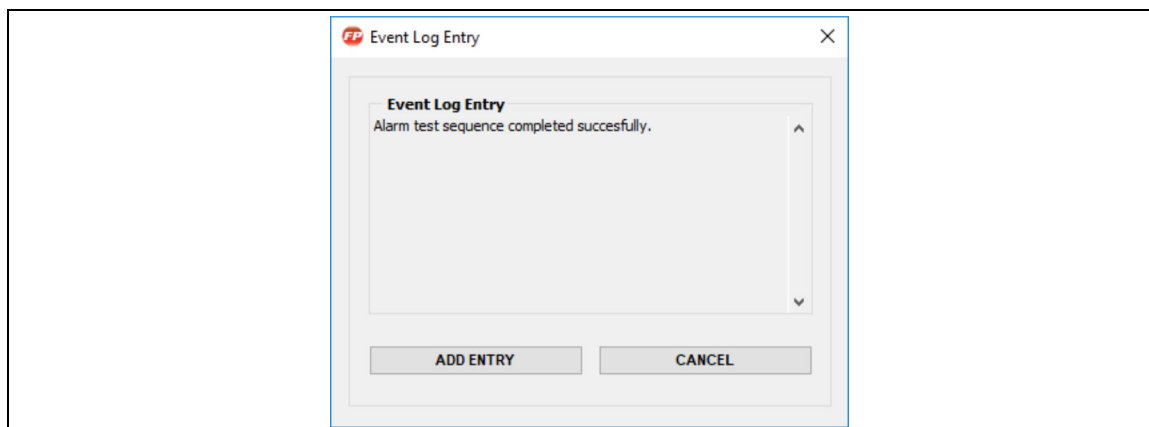 FP Event Log Entry
Event Log Entry
Alarm test sequence completed succesfully.
ADD ENTRY CANCEL